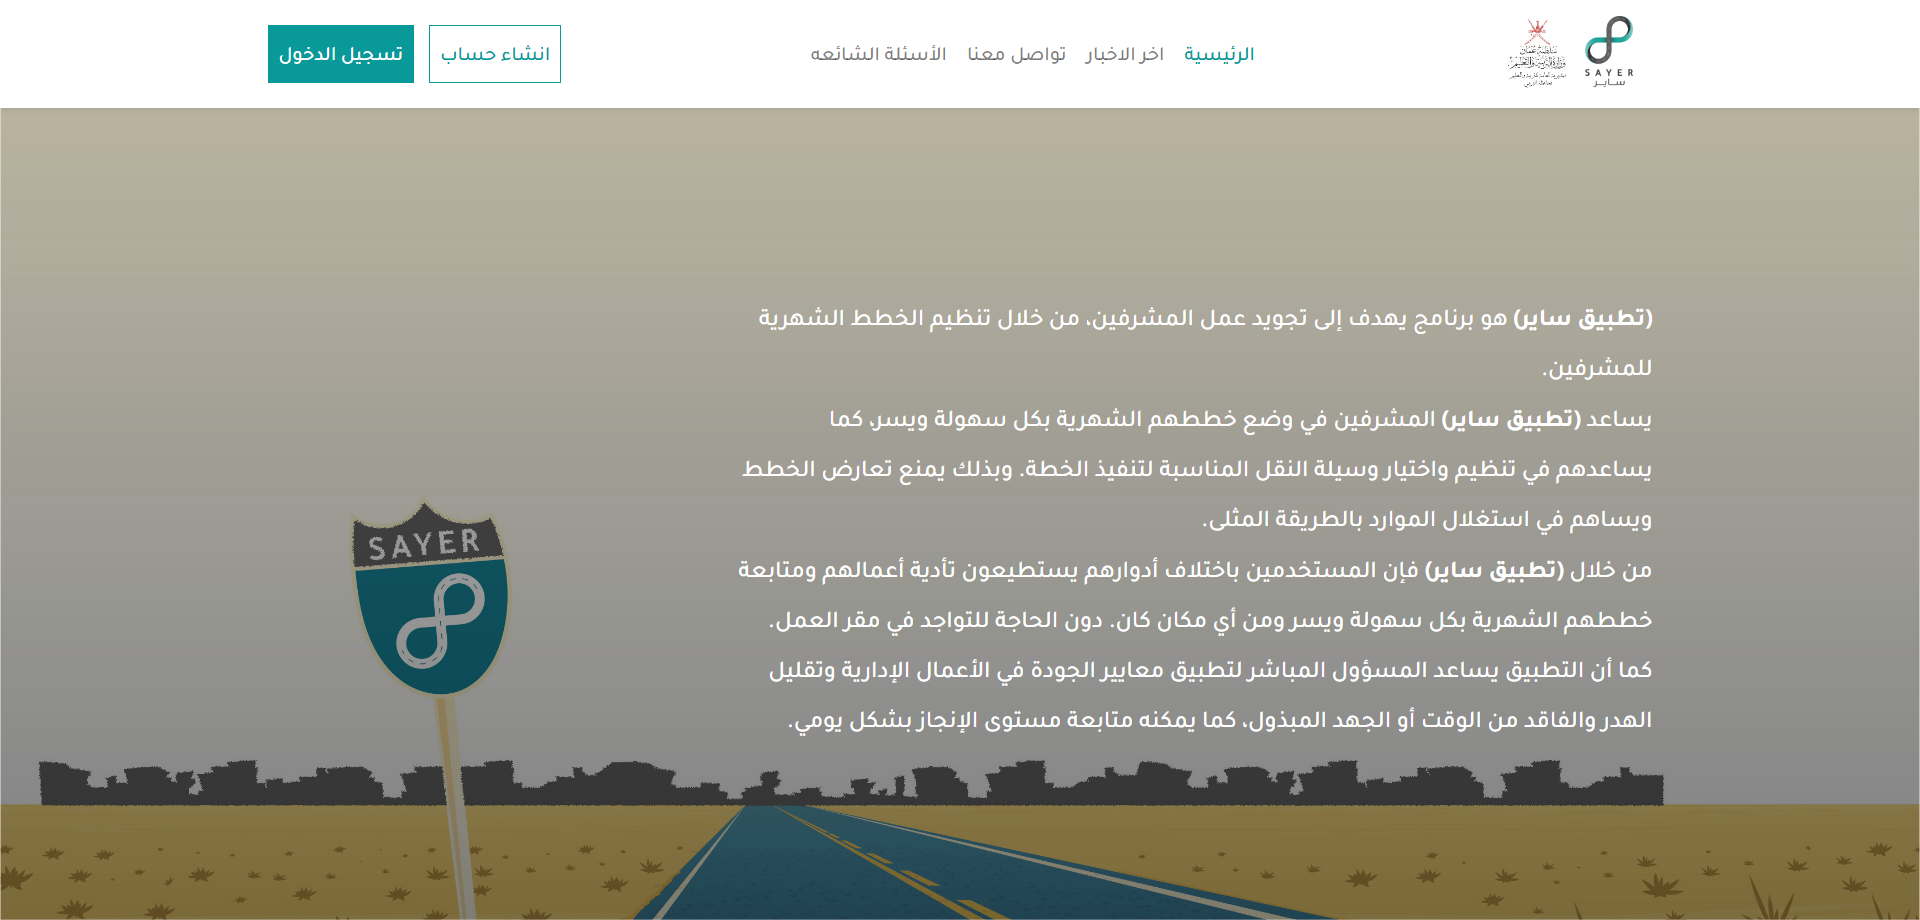 SAYER
سـايـر
سلطنة عمان
وزارة التربية والتعليم
الرئيسية
اخر الاخبار
تواصل معنا
الأسئلة الشائعه
انشاء حساب
تسجيل الدخول
(تطبيق ساير) هو برنامج يهدف إلى تجويد عمل المشرفين، من خلال تنظيم الخطط الشهرية
للمشرفين.
يساعد (تطبيق ساير) المشرفين في وضع خططهم الشهرية بكل سهولة ويسر، كما
يساعدهم في تنظيم واختيار وسيلة النقل المناسبة لتنفيذ الخطة. وبذلك يمنع تعارض الخطط
ويساهم في استغلال الموارد بالطريقة المثلى.
من خلال (تطبيق ساير) فإن المستخدمين باختلاف أدوارهم يستطيعون تأدية أعمالهم ومتابعة
خططهم الشهرية بكل سهولة ويسر ومن أي مكان كان. دون الحاجة للتواجد في مقر العمل.
كما أن التطبيق يساعد المسؤول المباشر لتطبيق معايير الجودة في الأعمال الإدارية وتقليل
الهدر والفاقد من الوقت أو الجهد المبذول، كما يمكنه متابعة مستوى الإنجاز بشكل يومي.
SAYER